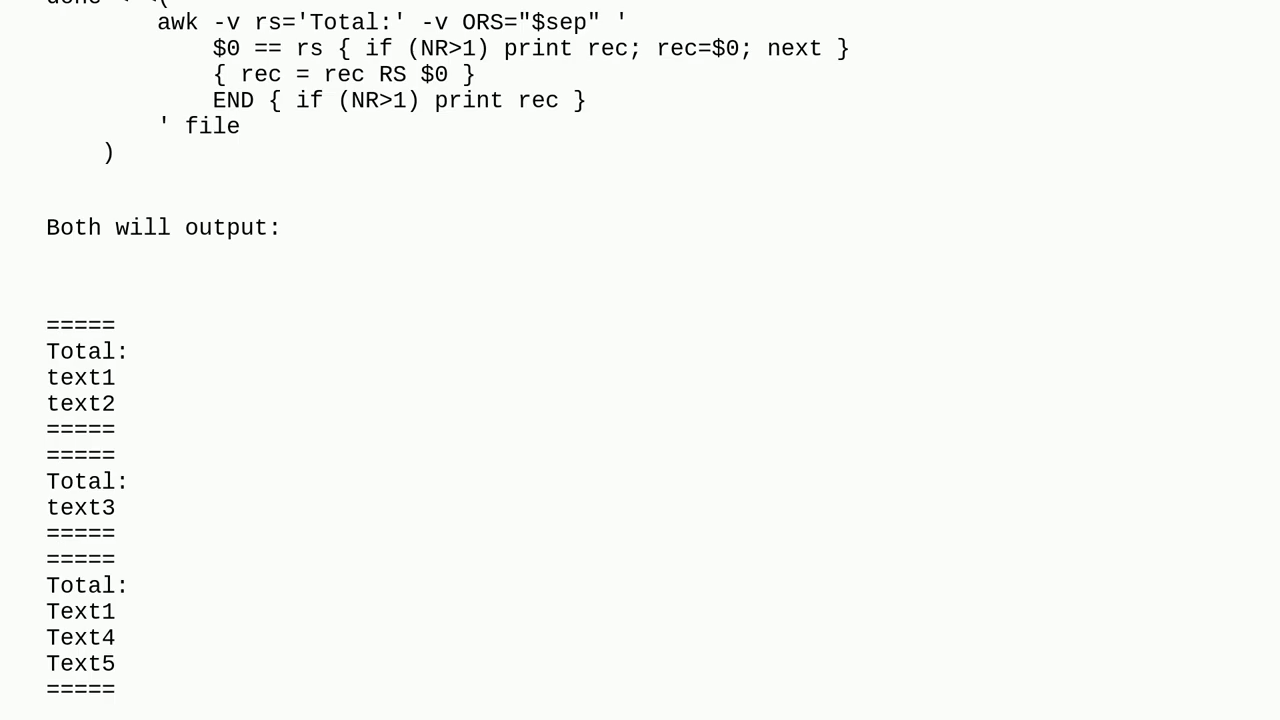 done < <(
        awk -v rs='Total:' -v ORS="$sep" '
            $0 == rs { if (NR>1) print rec; rec=$0; next }
            { rec = rec RS $0 }
            END { if (NR>1) print rec }
        ' file
    )
Both will output:
=====
Total:
text1
text2
=====
=====
Total:
text3
=====
=====
Total:
Text1
Text4
Text5
=====